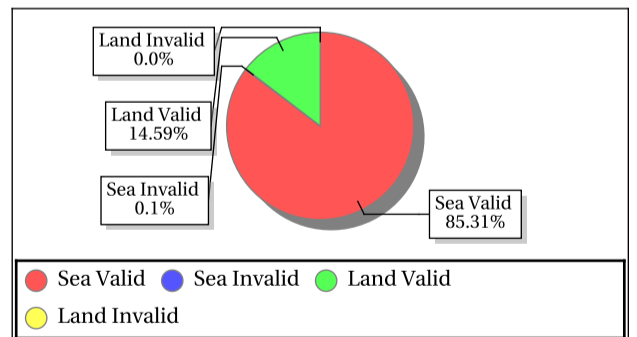 Land Invalid
0.0%
Land Valid
14.59%
Sea Invalid
0.1%
Sea Valid
85.31%
Sea Valid Sea Invalid Land Valid
Land Invalid